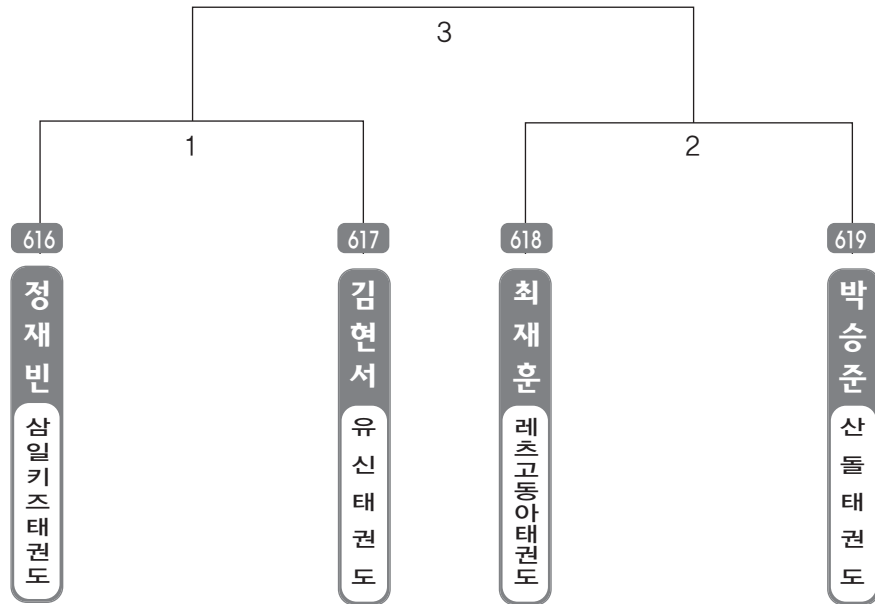 3
1
2
616
617
618
619
정재빈
김현서
최재훈
박승준
삼일키즈태권도
유신태권도
레츠고동아태권도
산돌태권도